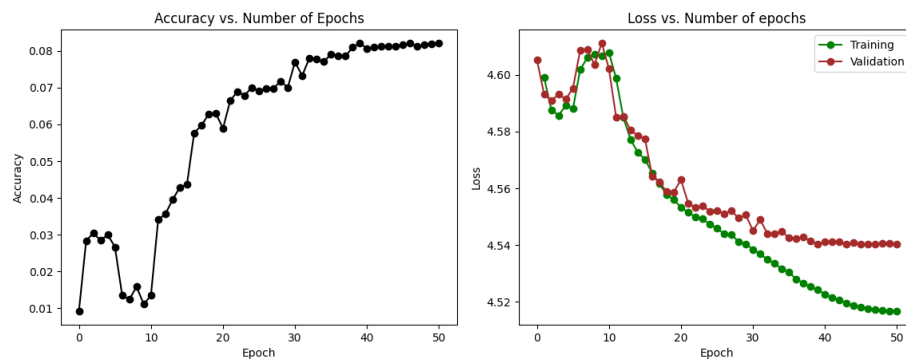 Accuracy vs. Number of Epochs
0.08
0.07
0.06
0.05
0.04
0.03
0.02
0.01
Accuracy
0 10 20 30 40 50
Epoch
Loss vs. Number of epochs
Training
Validation
4.60
4.58
4.56
4.54
4.52
Loss
0 10 20 30 40 50
Epoch